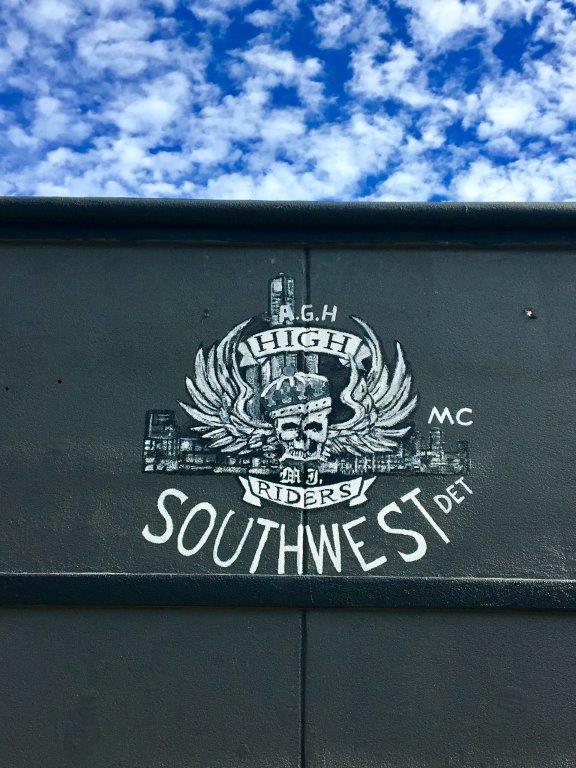 A.G.H
HIGH
MC
M.I.
RIDERS
SOUTHWEST DET